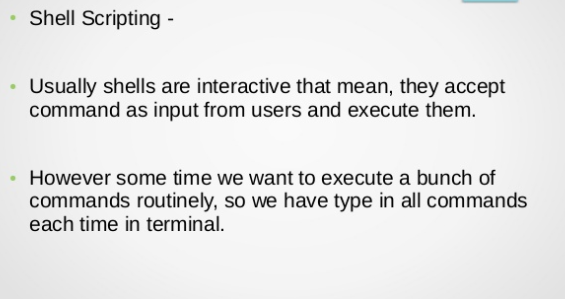 • Shell Scripting -
• Usually shells are interactive that mean, they accept
command as input from users and execute them.
• However some time we want to execute a bunch of
commands routinely, so we have type in all commands
each time in terminal.